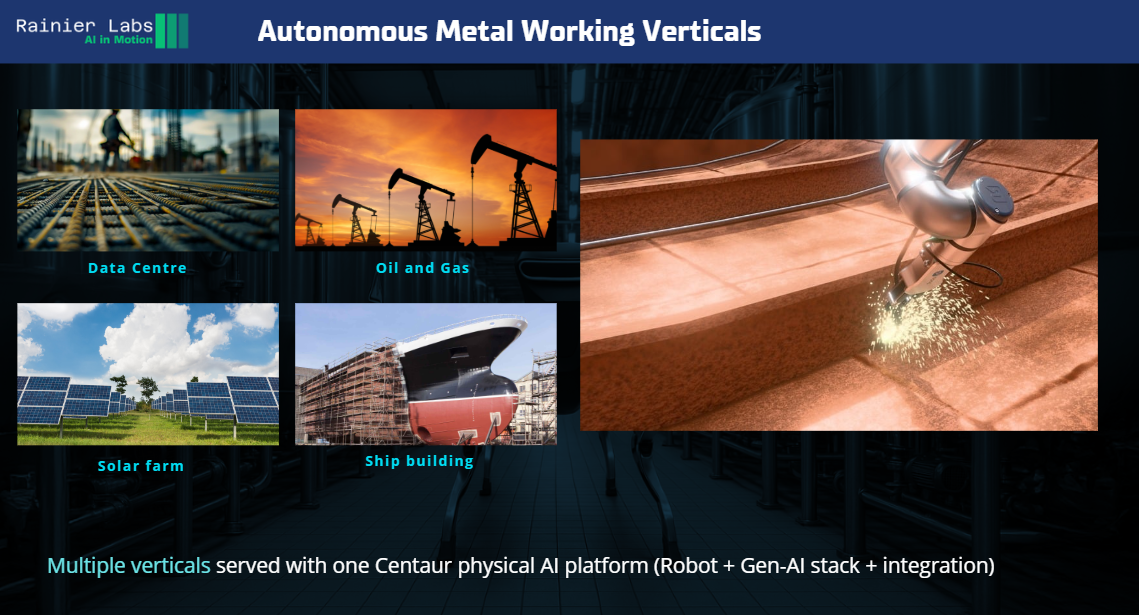 Rainier Labs
AI in Motion
Autonomous Metal Working Verticals
Data Centre
Oil and Gas
Solar farm
Ship building
Multiple verticals served with one Centaur physical AI platform (Robot + Gen-AI stack + integration)